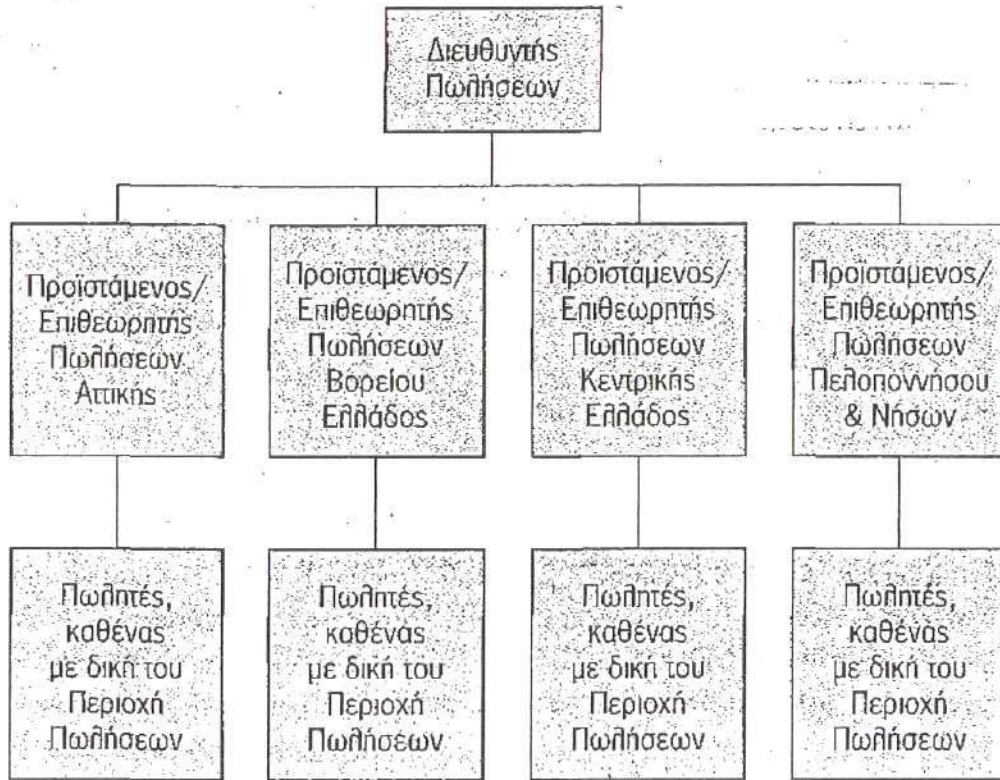 Διευθυντής
Πωλήσεων
Προϊστάμενος/
Επιθεωρητής
Πωλήσεων
Αττικής
Προϊστάμενος/
Επιθεωρητής
Πωλήσεων
Βορείου
Ελλάδος
Προϊστάμενος/
Επιθεωρητής
Πωλήσεων
Κεντρικής
Ελλάδος
Προϊστάμενος/
Επιθεωρητής
Πωλήσεων
Πελοποννήσου
& Νήσων
Πωλητές,
καθένας
με δική του
Περιοχή
Πωλήσεων
Πωλητές,
καθένας
με δική του
Περιοχή
Πωλήσεων
Πωλητές,
καθένας
με δική του
Περιοχή
Πωλήσεων
Πωλητές,
καθένας
με δική του
Περιοχή
Πωλήσεων